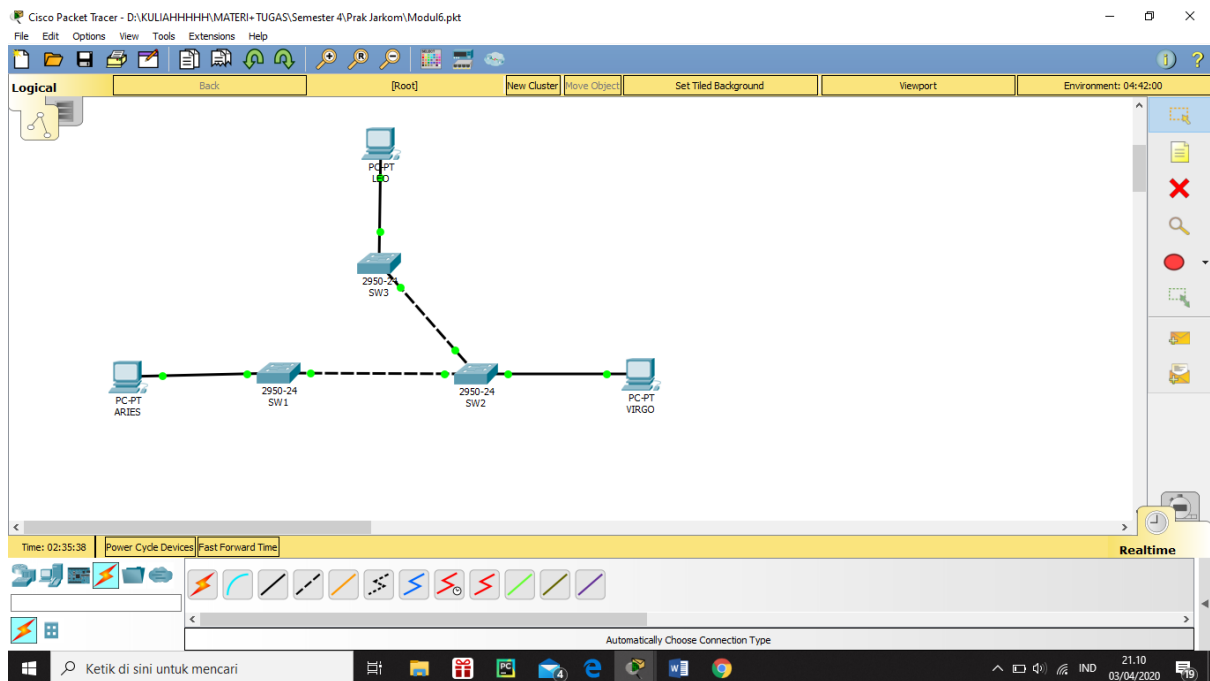 Cisco Packet Tracer - D:\KULIAHHHHH\MATERI+ TUGAS\Semester 4\Prak Jarkom\Modul6.pkt
File Edit Options View Tools Extensions Help
Logical Back [Root] New Cluster Move Object Set Tiled Background Viewport Environment: 04:42:00
PC-PT
LEO
2950-24
SW3
PC-PT
ARIES
2950-24
SW1
2950-24
SW2
PC-PT
VIRGO
Time: 02:35:38 Power Cycle Devices Fast Forward Time Realtime
Automatically Choose Connection Type
Ketik di sini untuk mencari
IND
21.10
03/04/2020